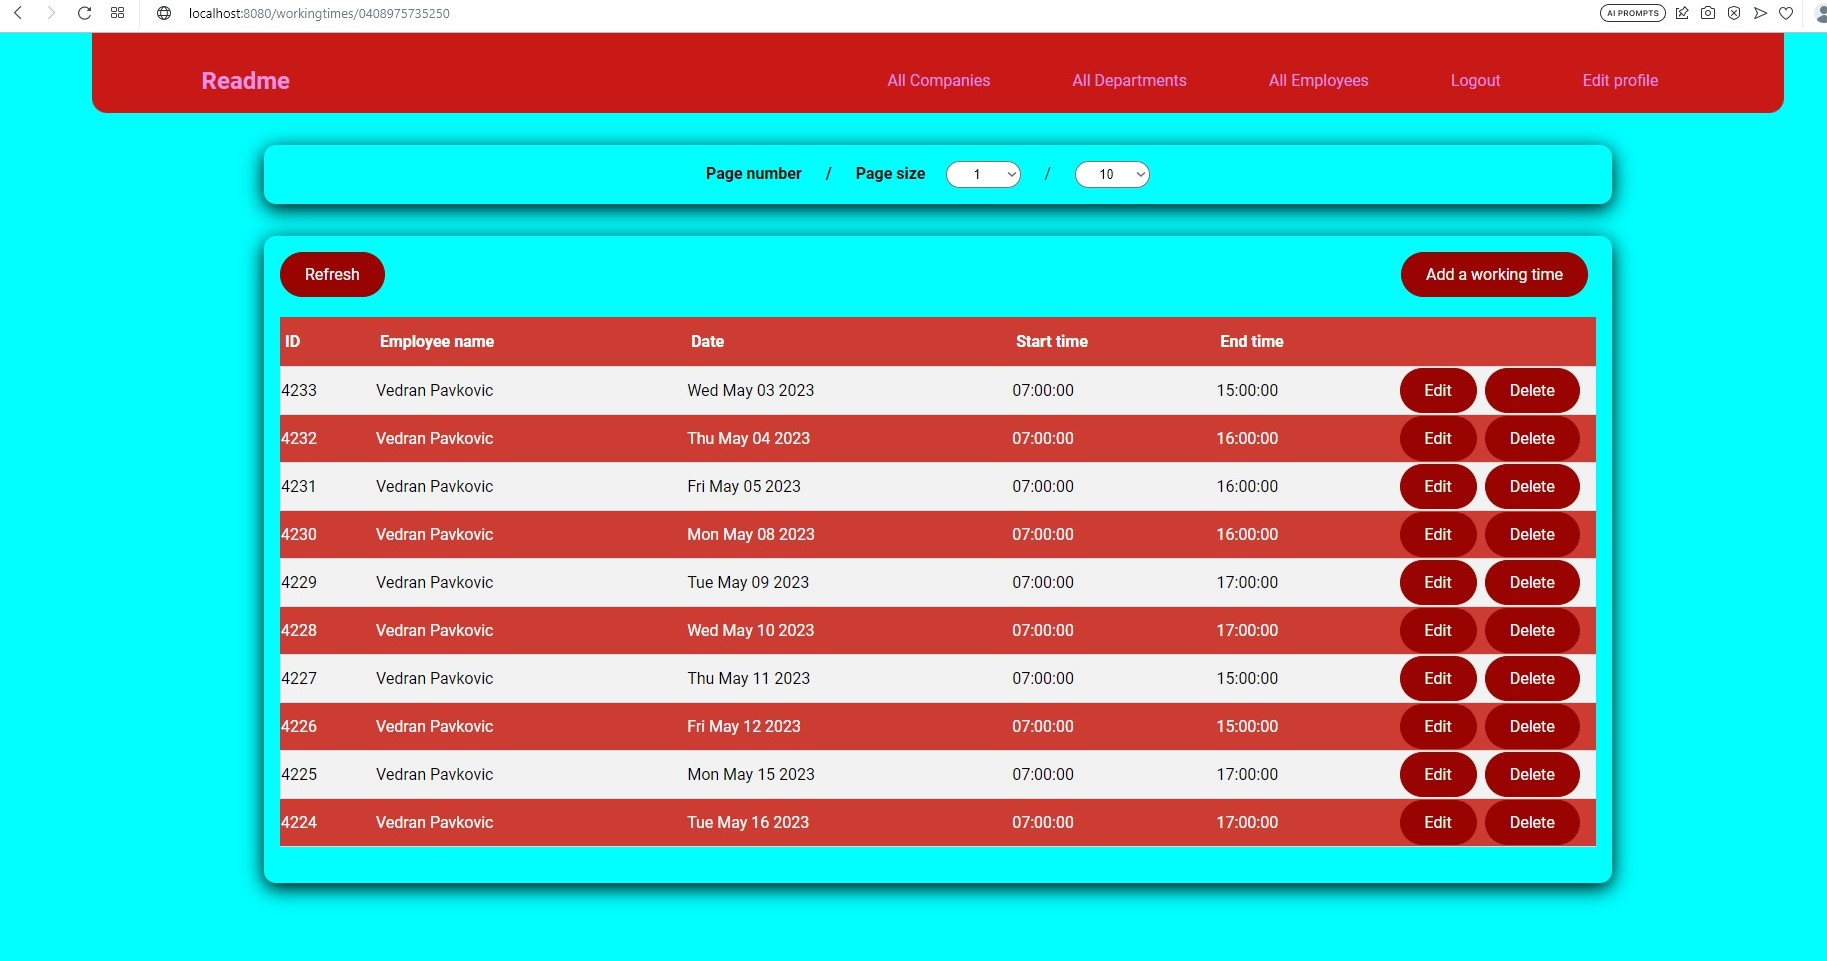 localhost:8080/workingtimes/0408975735250
AI PROMPTS
Readme
All Companies
All Departments
All Employees
Logout
Edit profile
Page number / Page size 1 / 10
Refresh
Add a working time
ID Employee name Date Start time End time
4233 Vedran Pavkovic Wed May 03 2023 07:00:00 15:00:00 Edit Delete
4232 Vedran Pavkovic Thu May 04 2023 07:00:00 16:00:00 Edit Delete
4231 Vedran Pavkovic Fri May 05 2023 07:00:00 16:00:00 Edit Delete
4230 Vedran Pavkovic Mon May 08 2023 07:00:00 16:00:00 Edit Delete
4229 Vedran Pavkovic Tue May 09 2023 07:00:00 17:00:00 Edit Delete
4228 Vedran Pavkovic Wed May 10 2023 07:00:00 17:00:00 Edit Delete
4227 Vedran Pavkovic Thu May 11 2023 07:00:00 15:00:00 Edit Delete
4226 Vedran Pavkovic Fri May 12 2023 07:00:00 15:00:00 Edit Delete
4225 Vedran Pavkovic Mon May 15 2023 07:00:00 17:00:00 Edit Delete
4224 Vedran Pavkovic Tue May 16 2023 07:00:00 17:00:00 Edit Delete